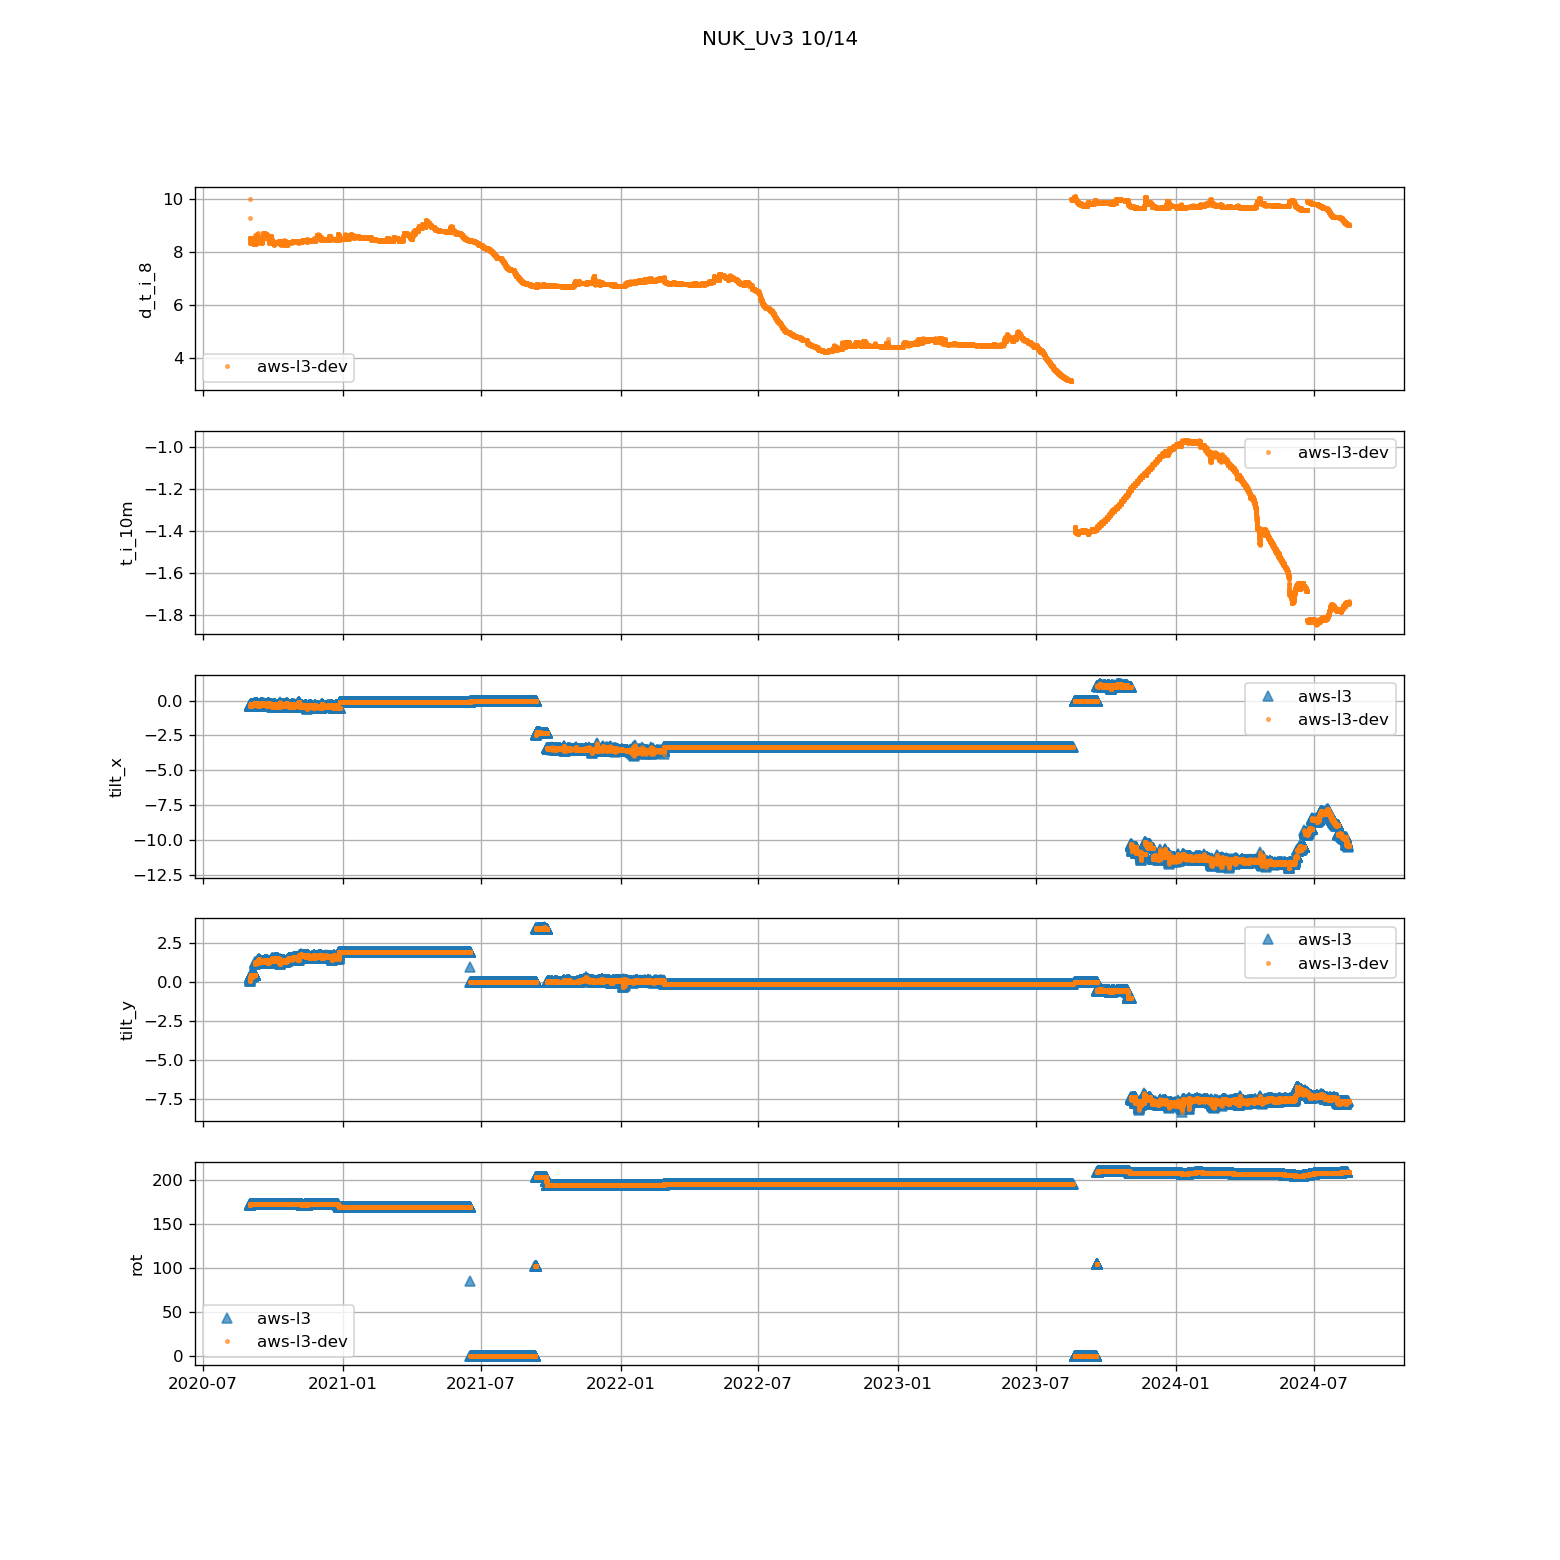 NUK_Uv3 10/14
10
8
6
4
d_t_i_8
aws-l3-dev
−1.0
−1.2
−1.4
−1.6
−1.8
t_i_10m
aws-l3-dev
0.0
−2.5
−5.0
−7.5
−10.0
−12.5
tilt_x
aws-l3
aws-l3-dev
2.5
0.0
−2.5
−5.0
−7.5
tilt_y
aws-l3
aws-l3-dev
200
150
100
50
0
rot
aws-l3
aws-l3-dev
2020-07 2021-01 2021-07 2022-01 2022-07 2023-01 2023-07 2024-01 2024-07